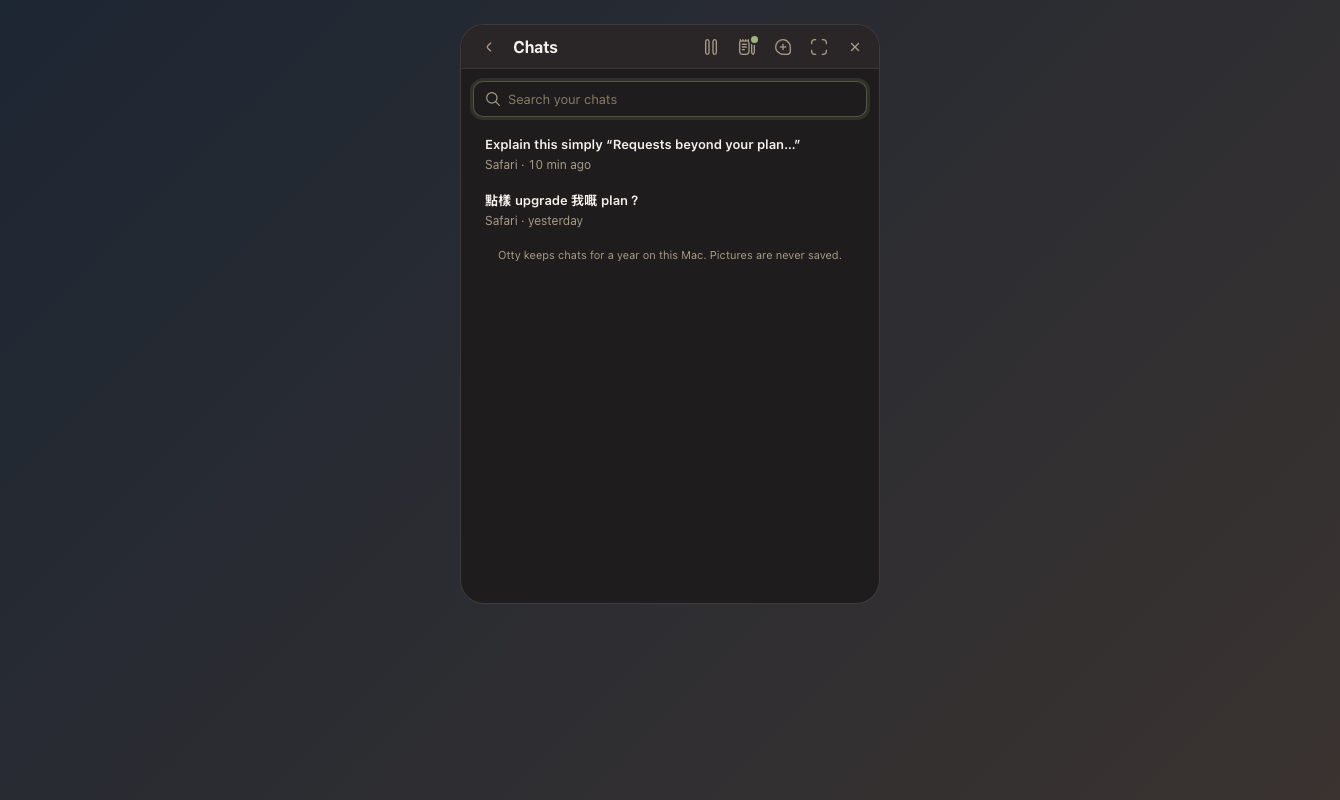 Chats
Search your chats
Explain this simply “Requests beyond your plan...”
Safari · 10 min ago
點樣 upgrade 我嘅 plan？
Safari · yesterday
Otty keeps chats for a year on this Mac. Pictures are never saved.